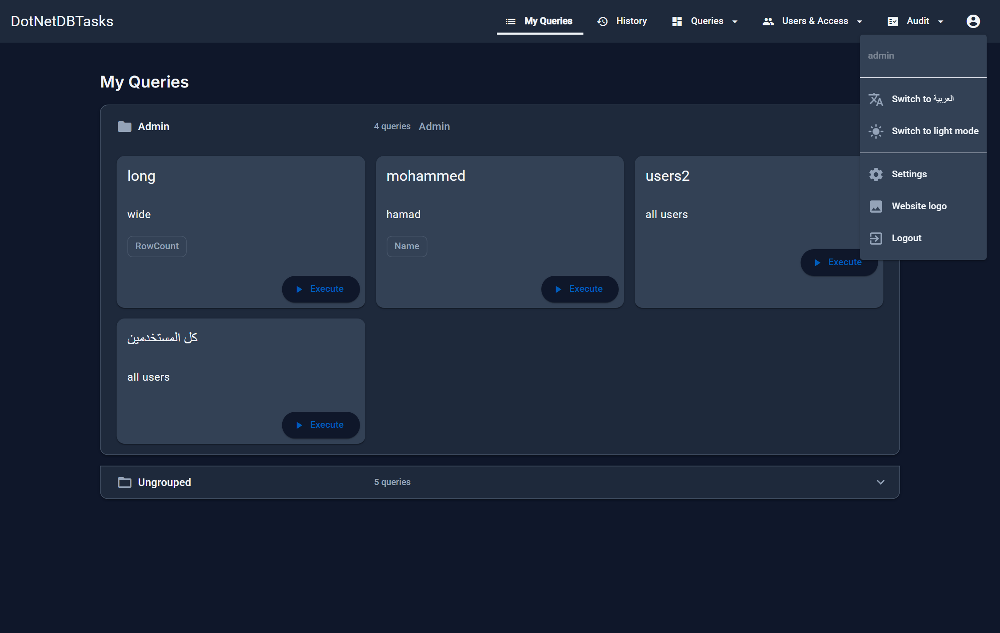 DotNetDBTasks
My Queries
History
Queries
Users & Access
Audit
admin
Switch to العربية
Switch to light mode
Settings
Website logo
Logout
My Queries
Admin
4 queries
Admin
long
wide
RowCount
Execute
mohammed
hamad
Name
Execute
users2
all users
Execute
كل المستخدمين
all users
Execute
Ungrouped
5 queries